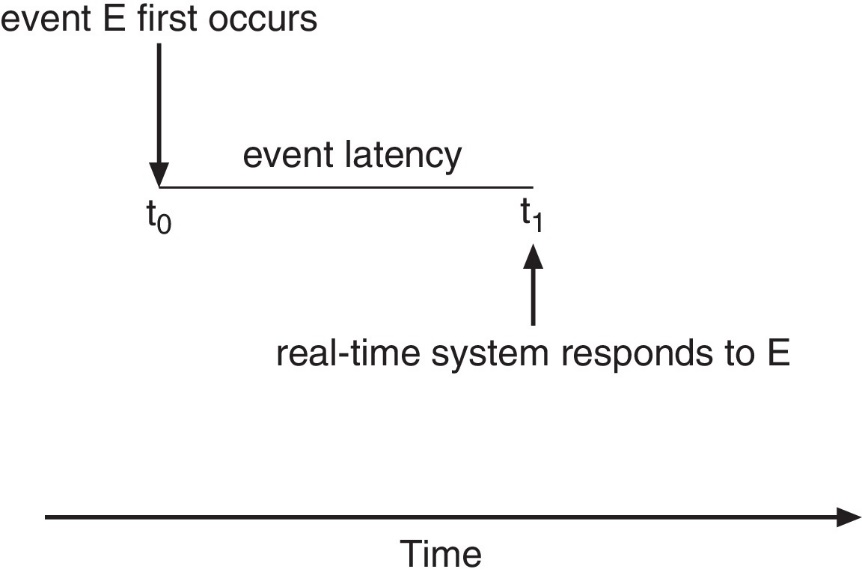 event E first occurs
event latency
t₀
t₁
real-time system responds to E
Time